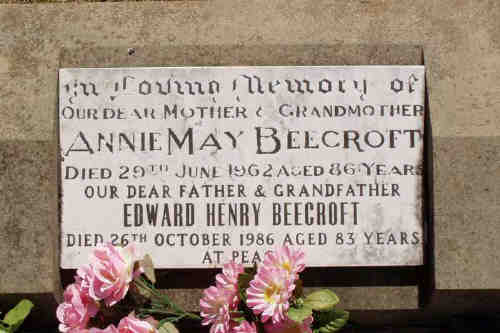 In Loving Memory of
OUR DEAR MOTHER & GRANDMOTHER
ANNIE MAY BEECROFT
DIED 29TH JUNE 1962 AGED 86 YEARS
OUR DEAR FATHER & GRANDFATHER
EDWARD HENRY BEECROFT
DIED 26TH OCTOBER 1986 AGED 83 YEARS
AT PEACE